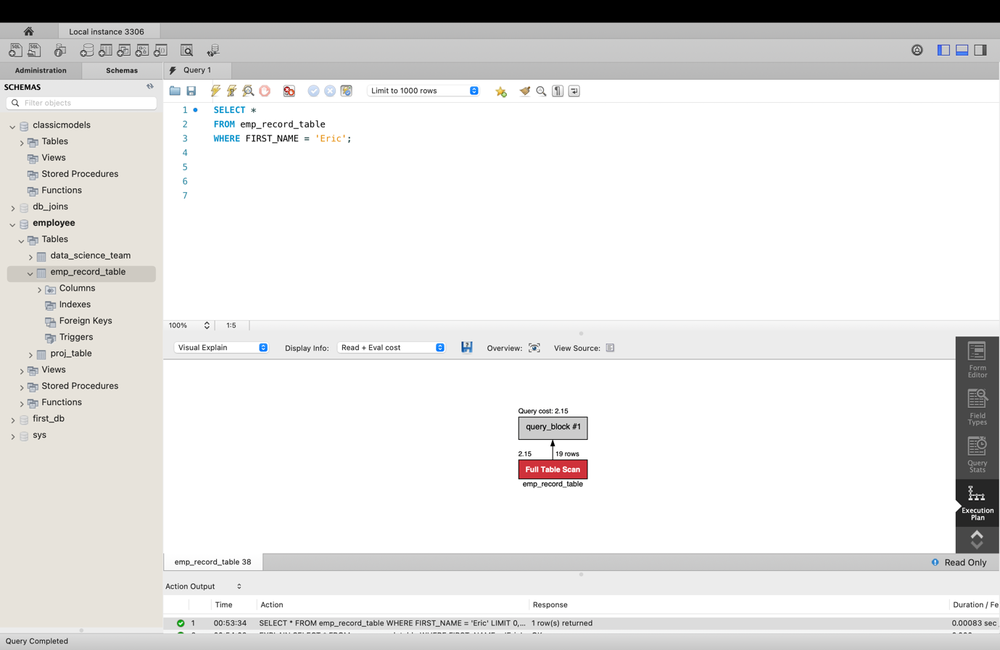 Local instance 3306
Administration
Schemas
Query 1
SCHEMAS
Filter objects
Limit to 1000 rows
classicmodels
Tables
Views
Stored Procedures
Functions
db_joins
employee
Tables
data_science_team
emp_record_table
Columns
Indexes
Foreign Keys
Triggers
proj_table
Views
Stored Procedures
Functions
first_db
sys
1 SELECT *
2 FROM emp_record_table
3 WHERE FIRST_NAME = 'Eric';
4
5
6
7
100% 1:5
Visual Explain Display Info: Read + Eval cost Overview: View Source:
Query cost: 2.15
query_block #1
2.15 19 rows
Full Table Scan
emp_record_table
Form
Editor
Field
Types
Query
Stats
Execution
Plan
emp_record_table 38
Read Only
Action Output
Time Action Response Duration / Fe
1 00:53:34 SELECT * FROM emp_record_table WHERE FIRST_NAME = 'Eric' LIMIT 0,... 1 row(s) returned 0.00083 sec
Query Completed